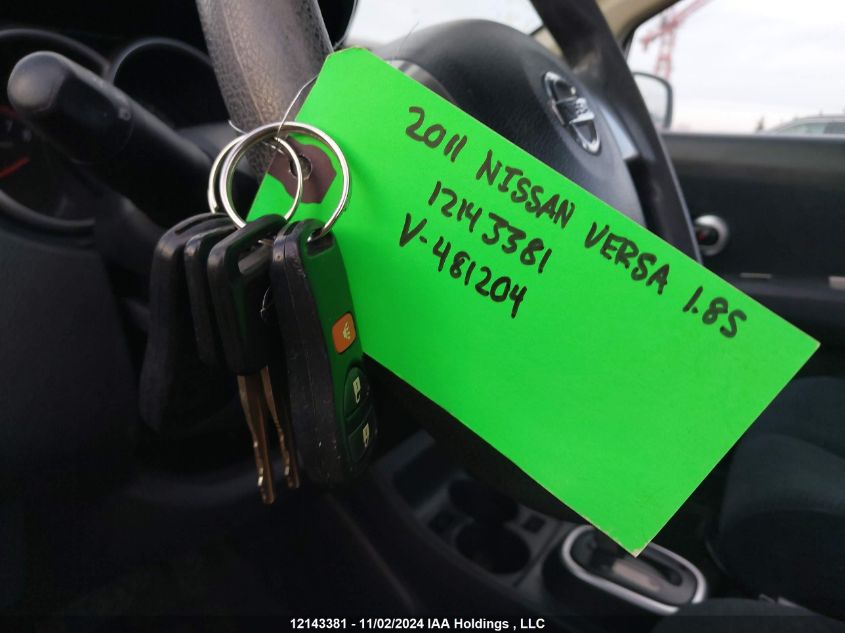 2011 NISSAN VERSA 1.8S
12143381
V-481204
12143381 - 11/02/2024 IAA Holdings , LLC